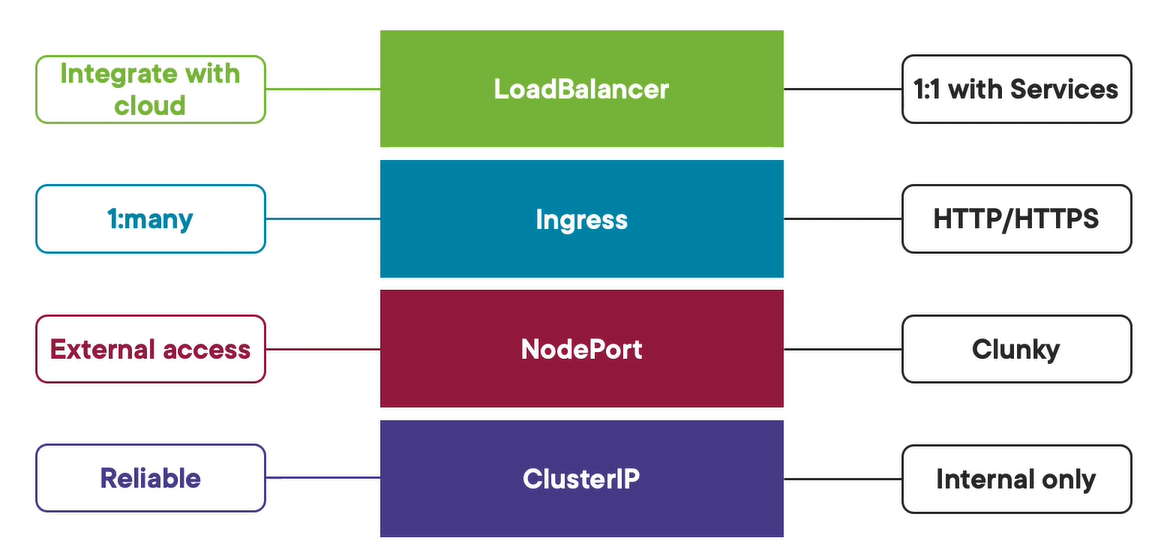 Integrate with
cloud
LoadBalancer
1:1 with Services
1:many
Ingress
HTTP/HTTPS
External access
NodePort
Clunky
Reliable
ClusterIP
Internal only